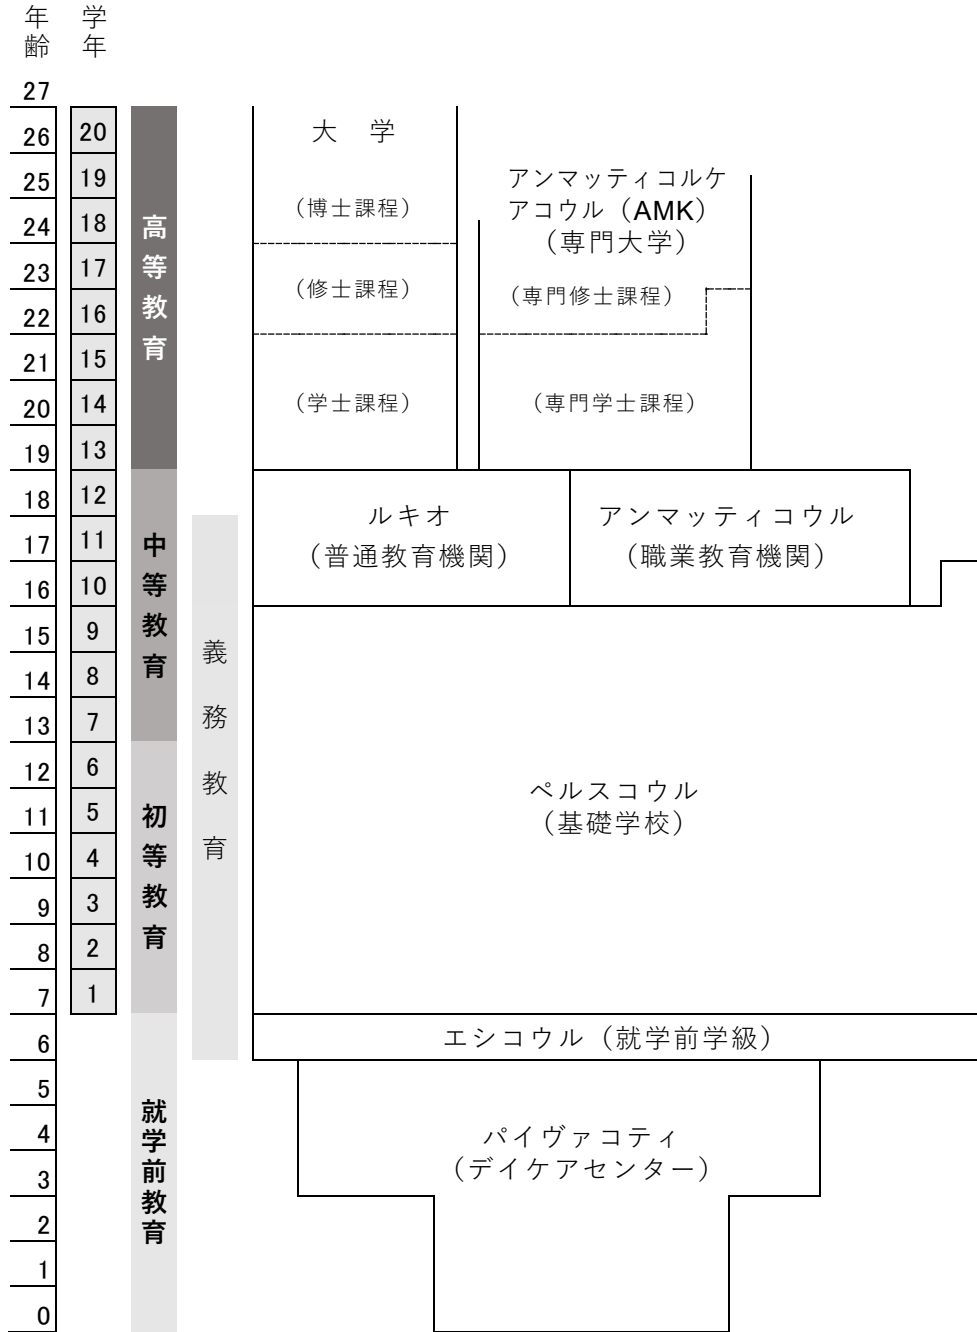 年齢
学年
27
26
25
24
23
22
21
20
19
18
17
16
15
14
13
12
11
10
9
8
7
6
5
4
3
2
1
0
20
19
18
17
16
15
14
13
12
11
10
9
8
7
6
5
4
3
2
1
高等教育
中等教育
初等教育
就学前教育
義務教育
大 学
(博士課程)
(修士課程)
(学士課程)
アンマッティコルケ
アコウル（AMK）
（専門大学）
（専門修士課程）
（専門学士課程）
ルキオ
（普通教育機関）
アンマッティコウル
（職業教育機関）
ペルスコウル
（基礎学校）
エシコウル（就学前学級）
パイヴァコティ
（デイケアセンター）